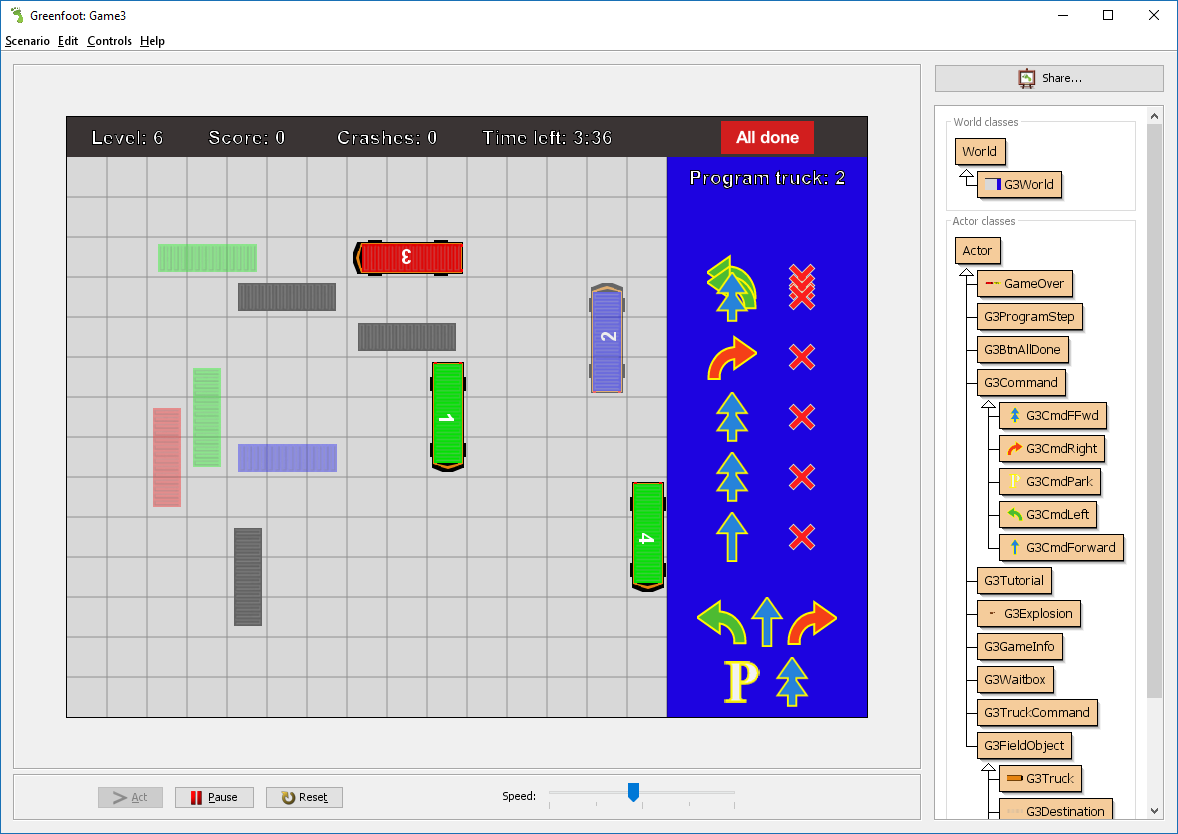 Greenfoot: Game3
Scenario Edit Controls Help
Share...
Level: 6 Score: 0 Crashes: 0 Time left: 3:36 All done
Program truck: 2
3
2
1
4
P
World classes
World
G3World
Actor classes
Actor
GameOver
G3ProgramStep
G3BtnAllDone
G3Command
G3CmdFFwd
G3CmdRight
P G3CmdPark
G3CmdLeft
G3CmdForward
G3Tutorial
G3Explosion
G3GameInfo
G3Waitbox
G3TruckCommand
G3FieldObject
G3Truck
G3Destination
Act Pause Reset Speed: